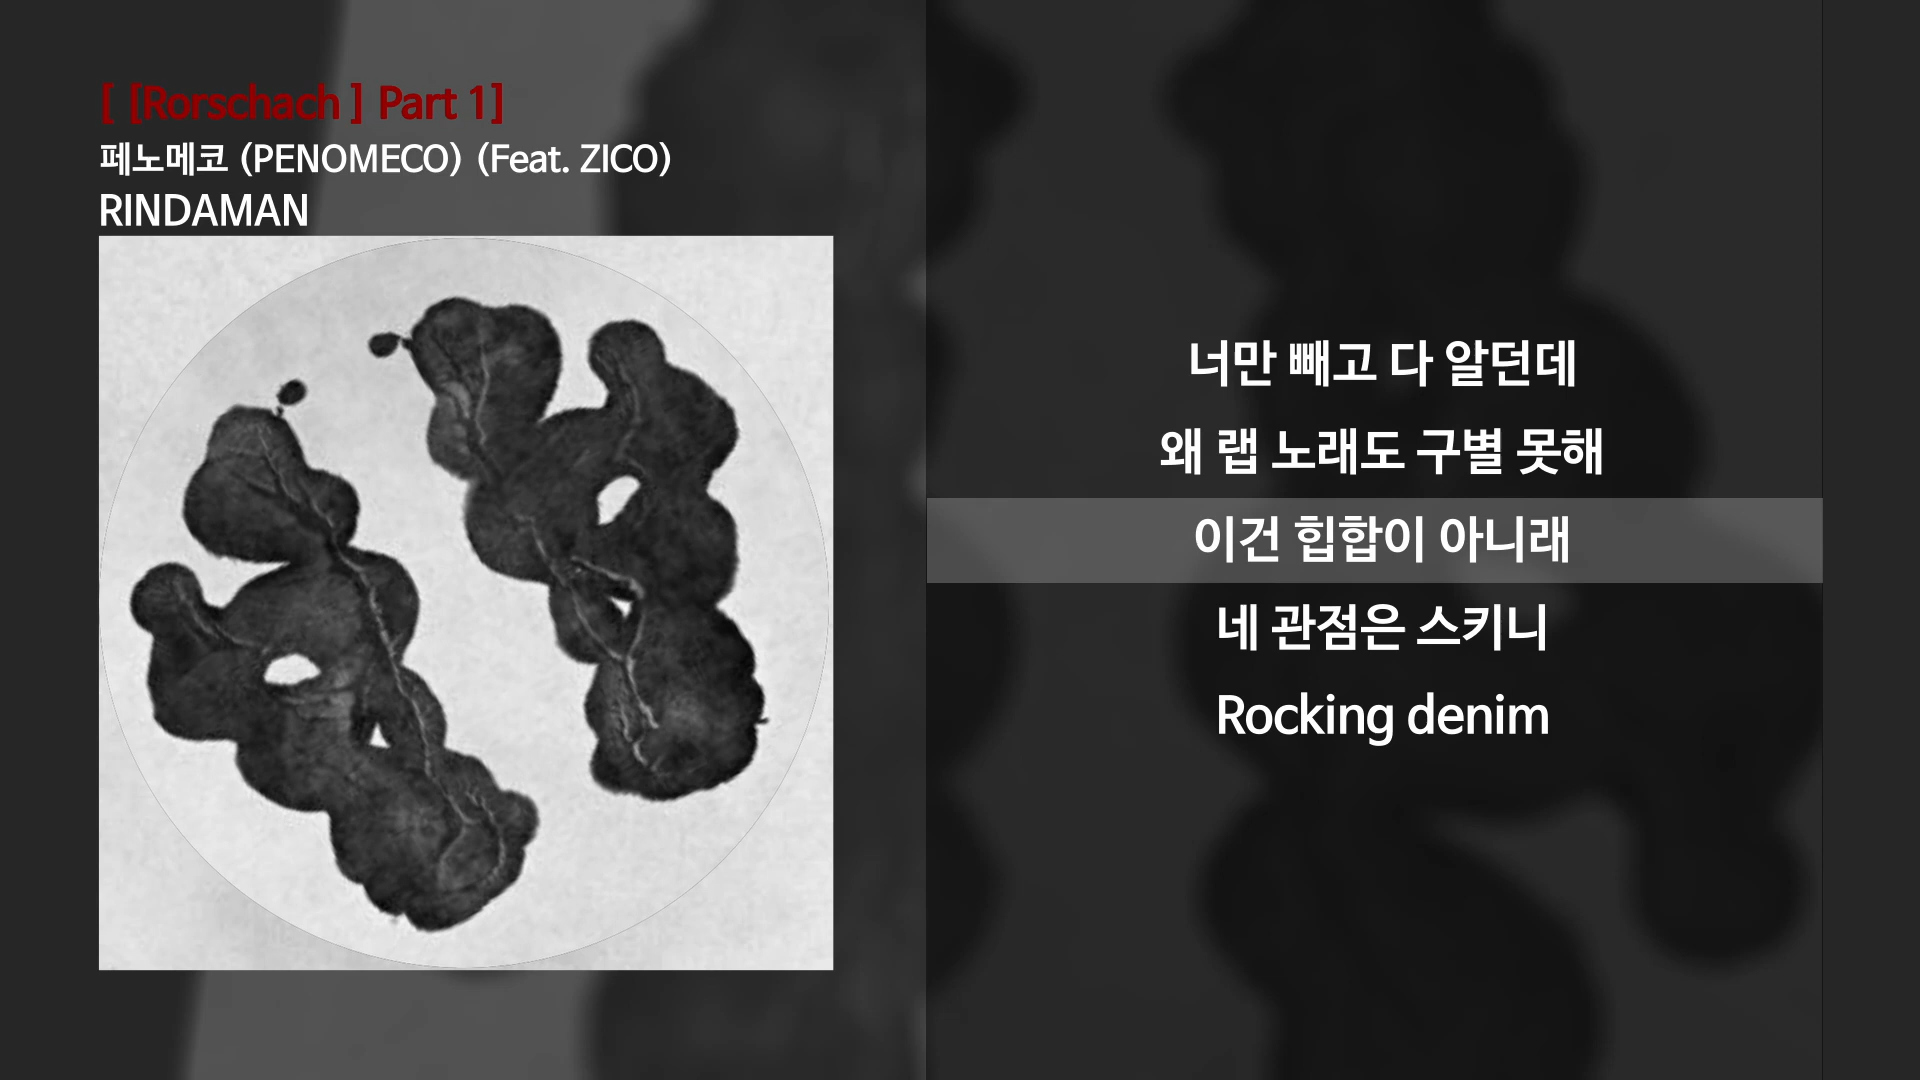 [ [Rorschach ] Part 1]
페노메코 (PENOMECO) (Feat. ZICO)
RINDAMAN
너만 빼고 다 알던데
왜 랩 노래도 구별 못해
이건 힙합이 아니래
네 관점은 스키니
Rocking denim